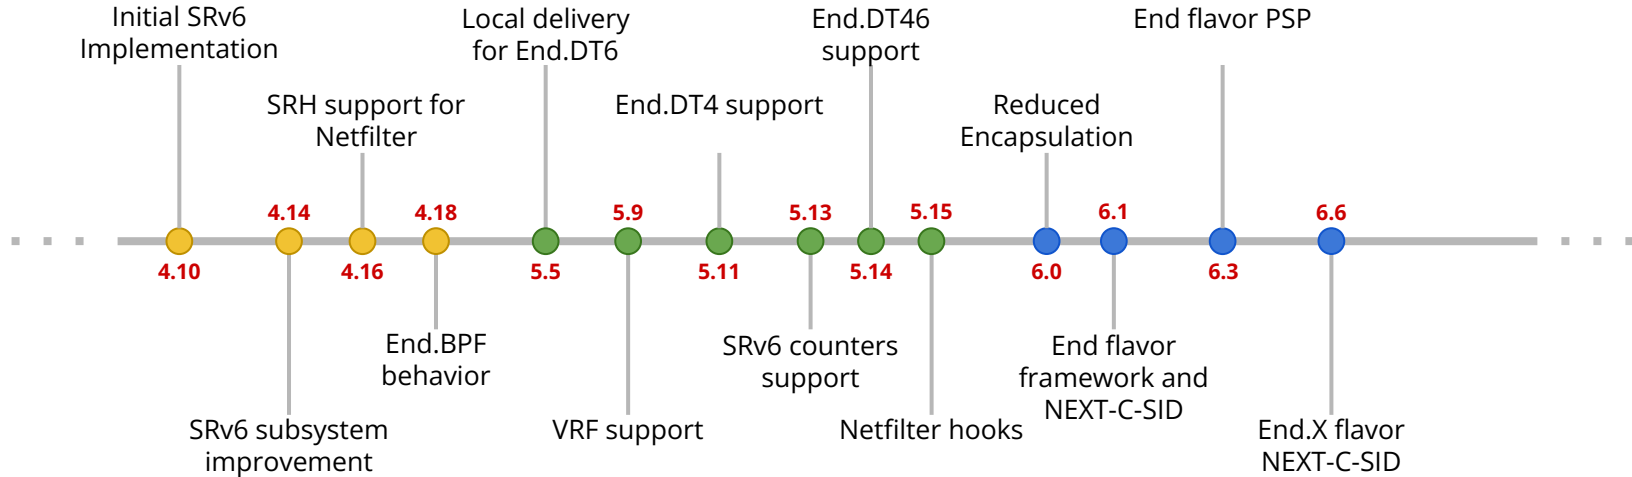 Initial SRv6
Implementation
Local delivery
for End.DT6
End.DT46
support
End flavor PSP
SRH support for
Netfilter
End.DT4 support
Reduced
Encapsulation
4.14
4.18
5.9
5.13
5.15
6.1
6.6
4.10
4.16
5.5
5.11
5.14
6.0
6.3
End.BPF
behavior
SRv6 counters
support
End flavor
framework and
NEXT-C-SID
SRv6 subsystem
improvement
VRF support
Netfilter hooks
End.X flavor
NEXT-C-SID